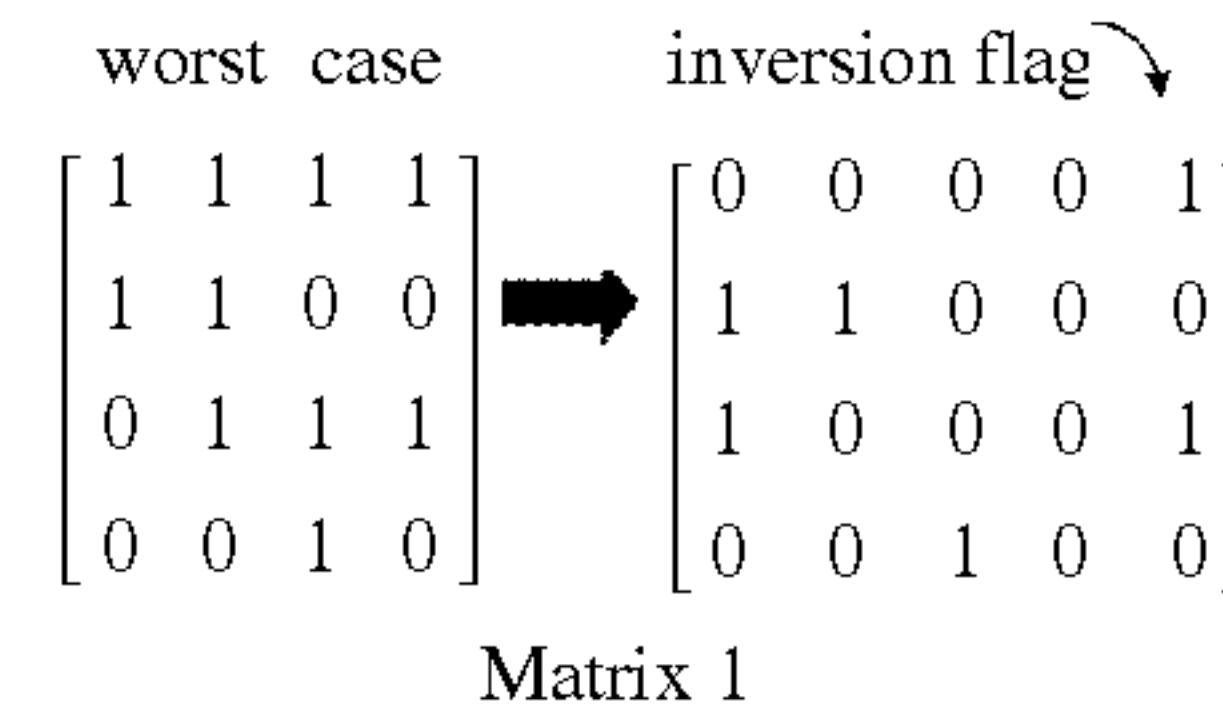 worst case inversion flag
1 1 1 1 0 0 0 0 1
1 1 0 0 1 1 0 0 0
0 1 1 1 1 0 0 0 1
0 0 1 0 0 0 1 0 0
Matrix 1